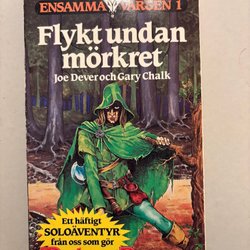 ENSAMMA VARGEN 1
Flykt undan
mörkret
Joe Dever och Gary Chalk
Ett häftigt
SOLOÄVENTYR
från oss som gör